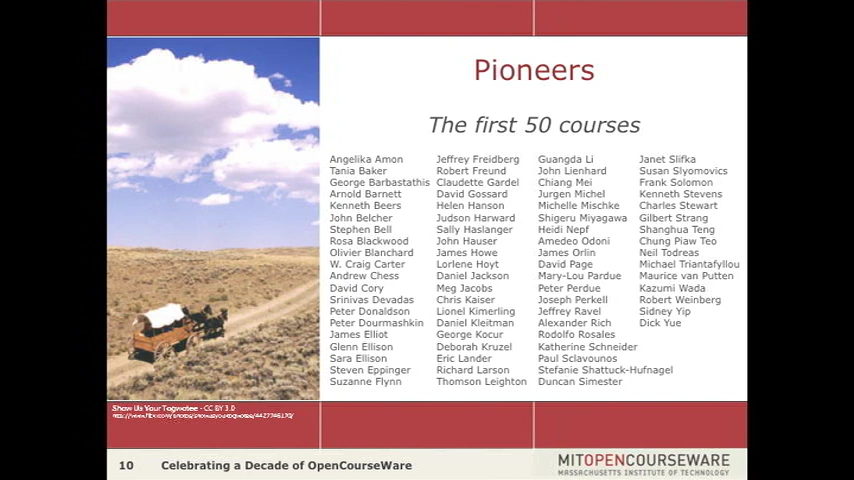 Pioneers
The first 50 courses
Angelika Amon
Tania Baker
George Barbastathis
Arnold Barnett
Kenneth Beers
John Belcher
Stephen Bell
Rosa Blackwood
Olivier Blanchard
W. Craig Carter
Andrew Chess
David Cory
Srinivas Devadas
Peter Donaldson
Peter Dourmashkin
James Elliot
Glenn Ellison
Sara Ellison
Steven Eppinger
Suzanne Flynn
Jeffrey Freidberg
Robert Freund
Claudette Gardel
David Gossard
Helen Hanson
Judson Harward
Sally Haslanger
John Hauser
James Howe
Lorlene Hoyt
Daniel Jackson
Meg Jacobs
Chris Kaiser
Lionel Kimerling
Daniel Kleitman
George Kocur
Deborah Kruzel
Eric Lander
Richard Larson
Thomson Leighton
Guangda Li
John Lienhard
Chiang Mei
Jurgen Michel
Michelle Mischke
Shigeru Miyagawa
Heidi Nepf
Amedeo Odoni
James Orlin
David Page
Mary-Lou Pardue
Peter Perdue
Joseph Perkell
Jeffrey Ravel
Alexander Rich
Rodolfo Rosales
Katherine Schneider
Paul Sclavounos
Stefanie Shattuck-Hufnagel
Duncan Simester
Janet Slifka
Susan Slyomovics
Frank Solomon
Kenneth Stevens
Charles Stewart
Gilbert Strang
Shanghua Teng
Chung Piaw Teo
Neil Todreas
Michael Triantafyllou
Maurice van Putten
Kazumi Wada
Robert Weinberg
Sidney Yip
Dick Yue
Show Us Your Togwotee - CC BY 3.0
10 Celebrating a Decade of OpenCourseWare
MITOPENCOURSEWARE
MASSACHUSETTS INSTITUTE OF TECHNOLOGY